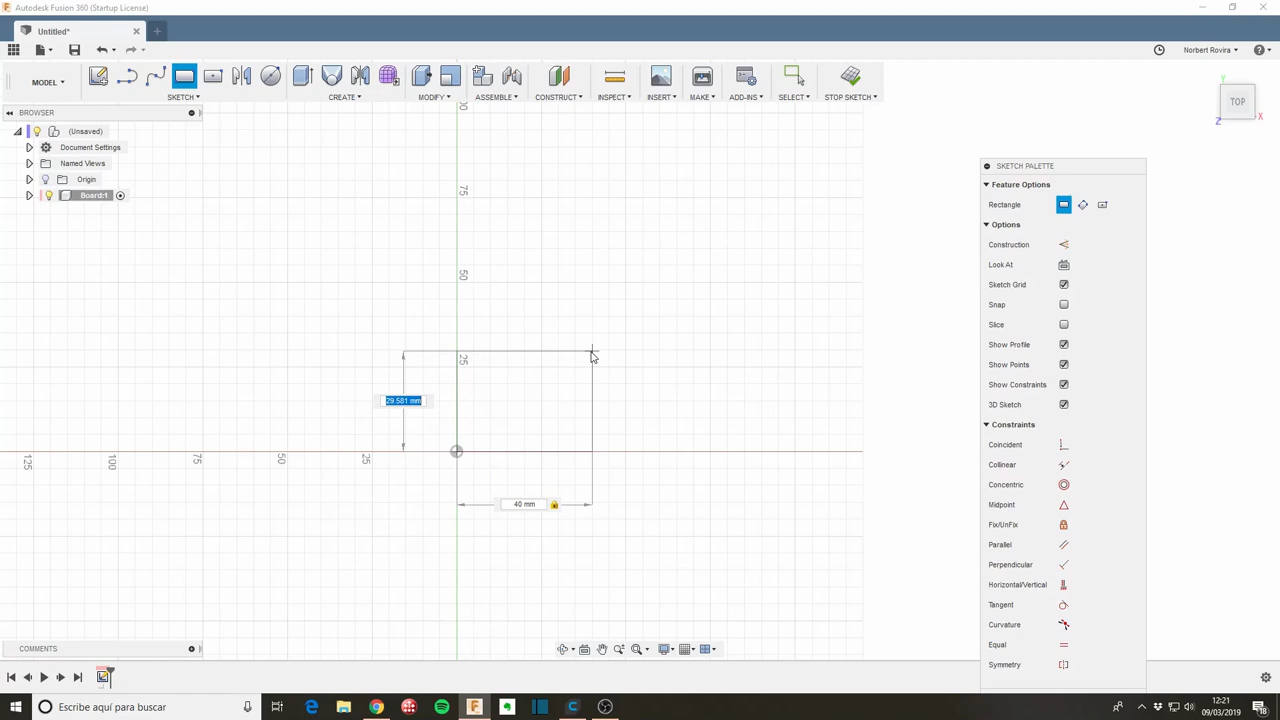 Autodesk Fusion 360 (Startup License)
Untitled*
Norbert Rovira
MODEL
SKETCH
CREATE
MODIFY
ASSEMBLE
CONSTRUCT
INSPECT
INSERT
MAKE
ADD-INS
SELECT
STOP SKETCH
BROWSER
(Unsaved)
Document Settings
Named Views
Origin
Board:1
Y
TOP
X
Z
75
50
25
125
100
75
50
25
29.581 mm
40 mm
SKETCH PALETTE
Feature Options
Rectangle
Options
Construction
Look At
Sketch Grid
Snap
Slice
Show Profile
Show Points
Show Constraints
3D Sketch
Constraints
Coincident
Collinear
Concentric
Midpoint
Fix/UnFix
Parallel
Perpendicular
Horizontal/Vertical
Tangent
Curvature
Equal
Symmetry
COMMENTS
Escribe aquí para buscar
12:21
09/03/2019
18